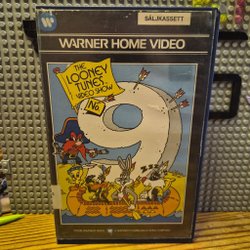 SÄLJKASSETT
WARNER HOME VIDEO
THE
LOONEY
TUNES
VIDEO SHOW
No
9